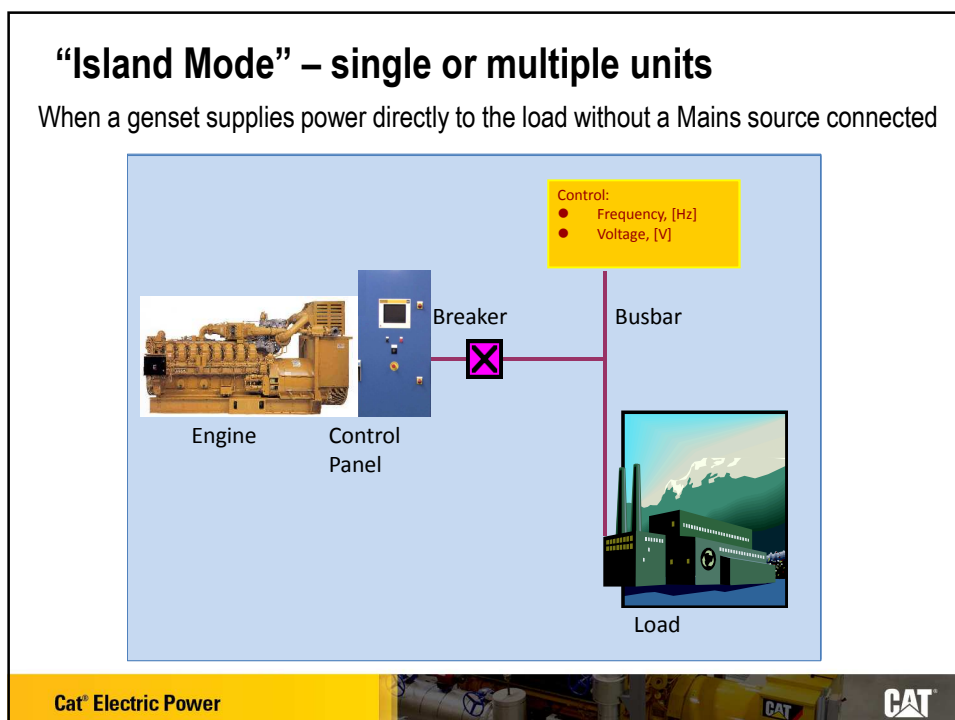 “Island Mode” – single or multiple units
When a genset supplies power directly to the load without a Mains source connected
Control:
● Frequency, [Hz]
● Voltage, [V]
Breaker
Busbar
Engine
Control
Panel
Load
Cat® Electric Power
CAT
CAT®